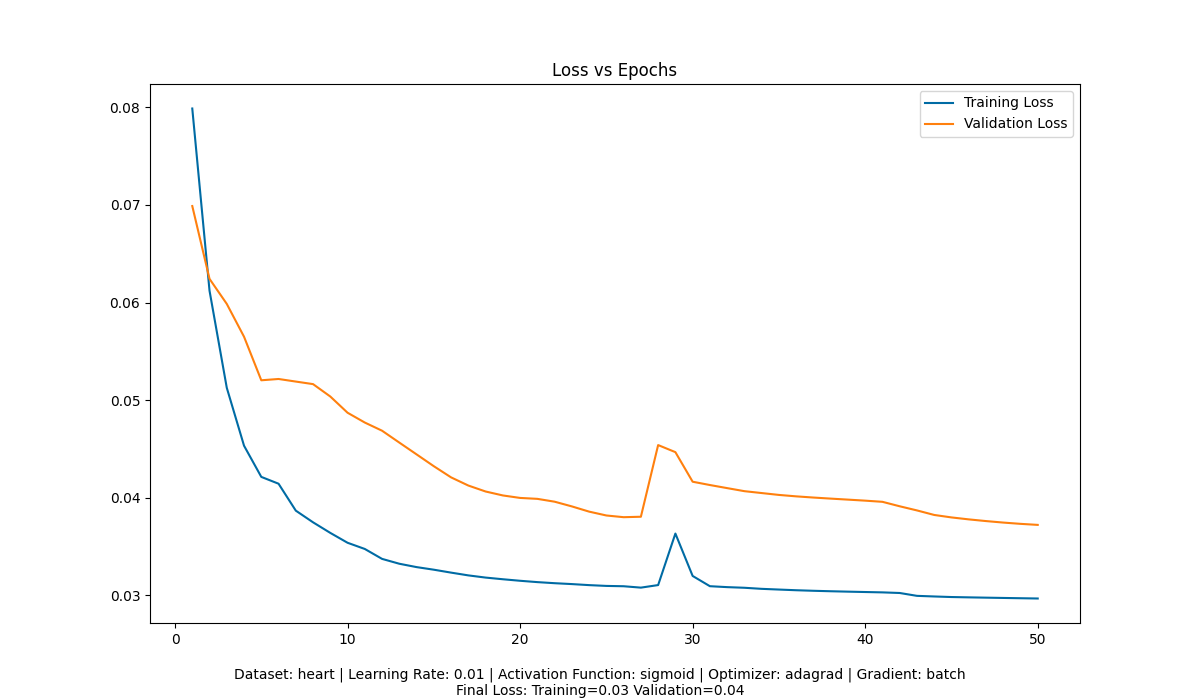 Loss vs Epochs
Training Loss
Validation Loss
0.08
0.07
0.06
0.05
0.04
0.03
0 10 20 30 40 50
Dataset: heart | Learning Rate: 0.01 | Activation Function: sigmoid | Optimizer: adagrad | Gradient: batch
Final Loss: Training=0.03 Validation=0.04